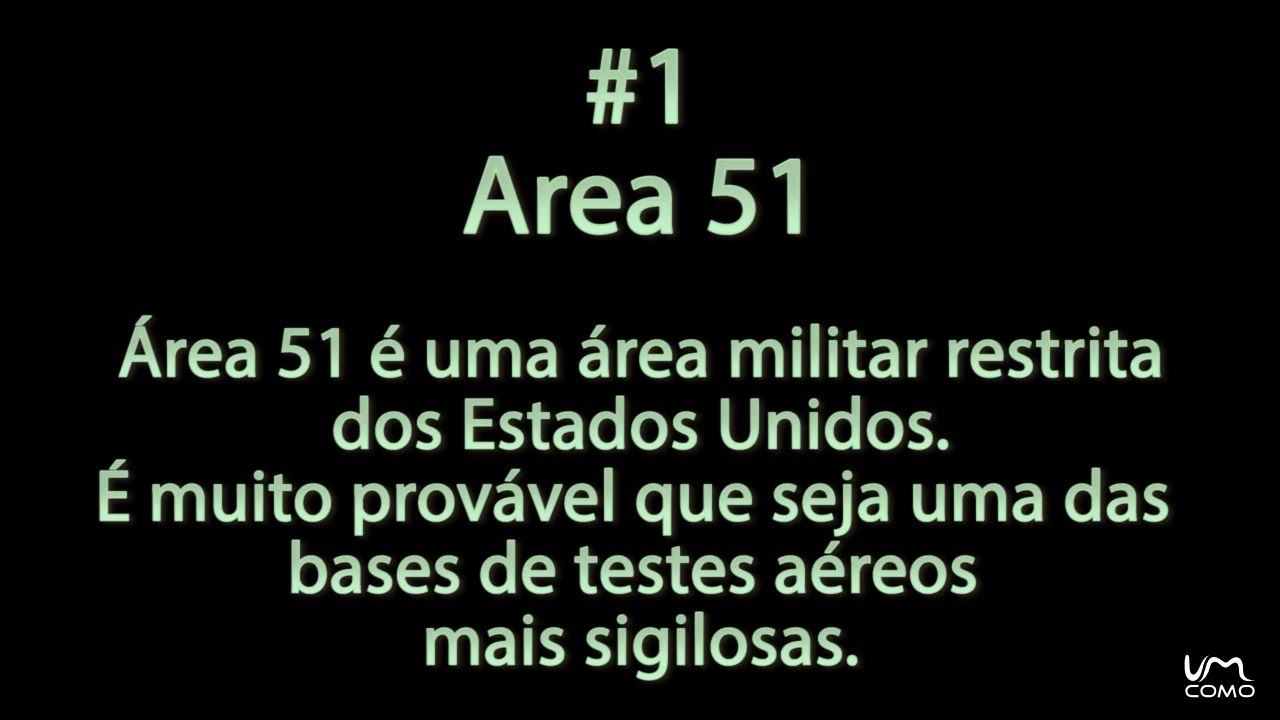 #1
Area 51
Área 51 é uma área militar restrita
dos Estados Unidos.
É muito provável que seja uma das
bases de testes aéreos
mais sigilosas.
UM
COMO